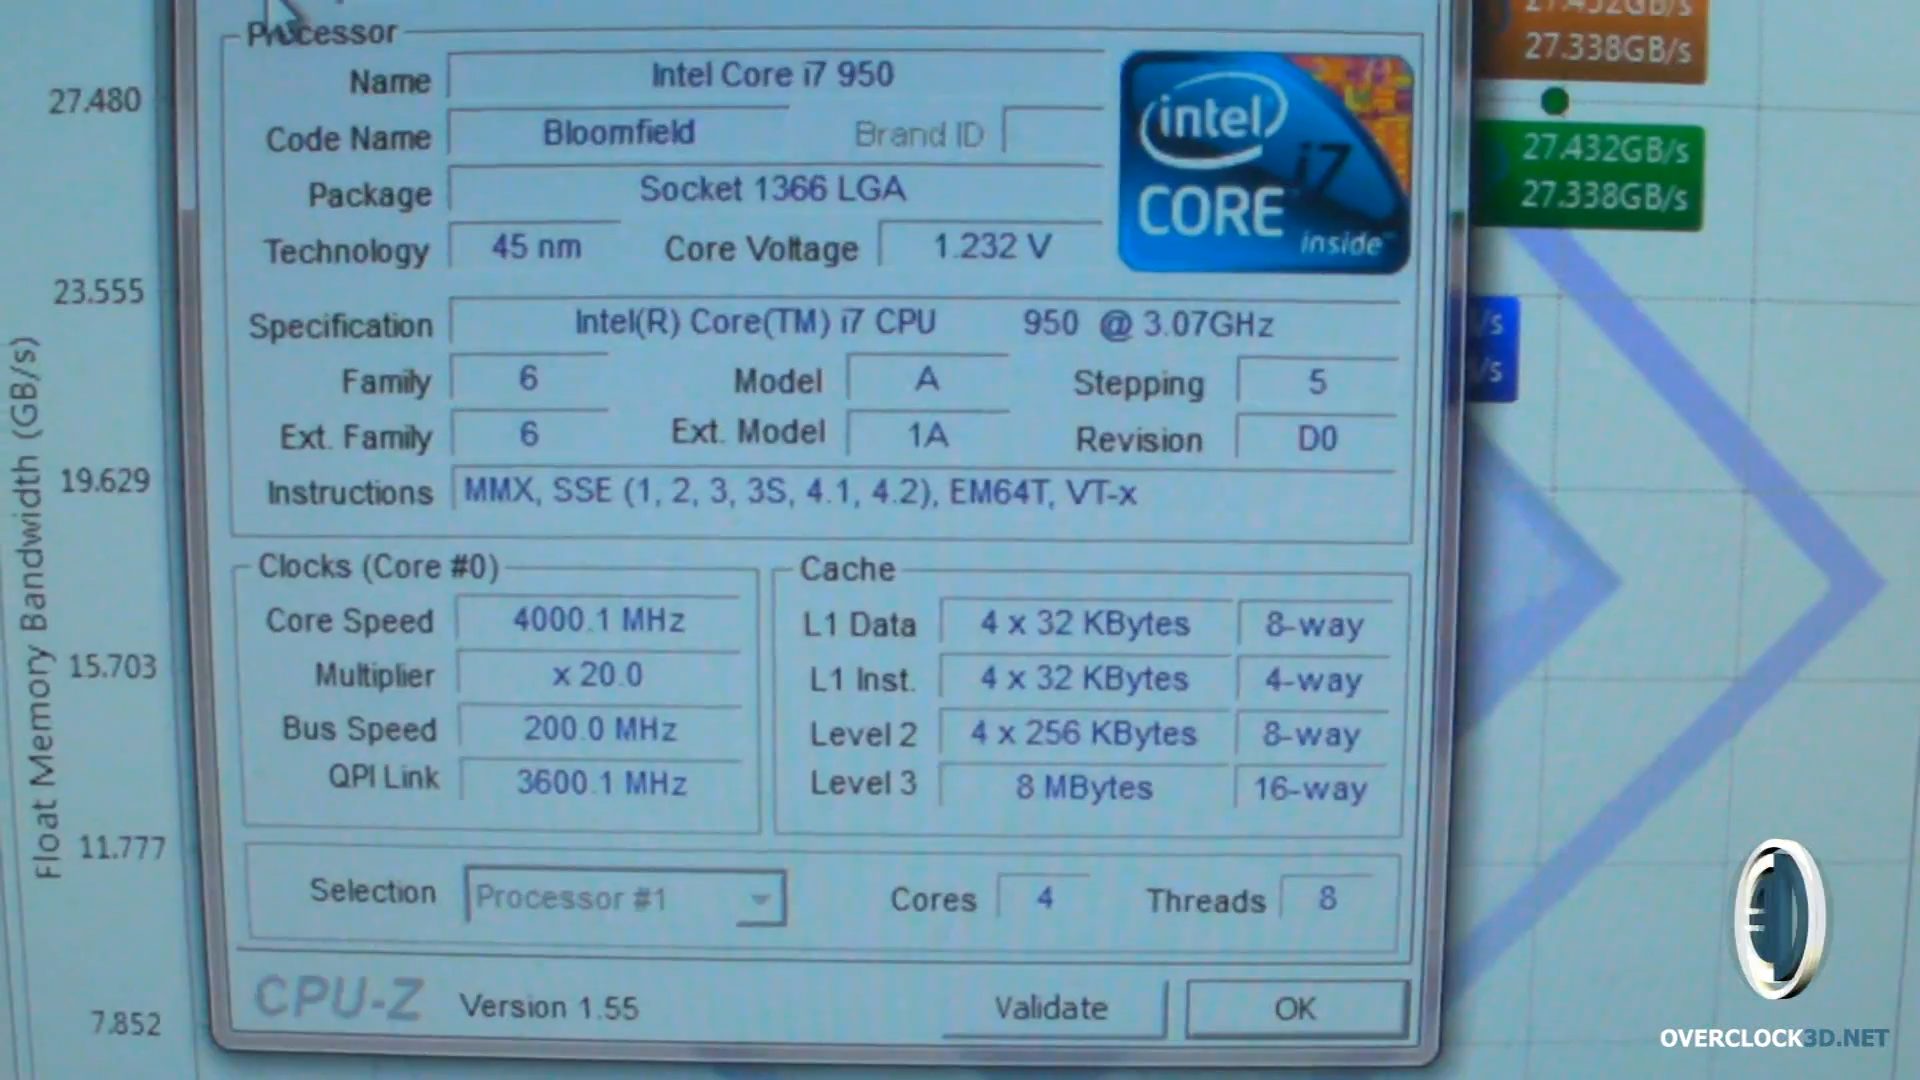 Processor
Name Intel Core i7 950
Code Name Bloomfield Brand ID
Package Socket 1366 LGA
Technology 45 nm Core Voltage 1.232 V
intel
CORE i7
inside™
Specification Intel(R) Core(TM) i7 CPU 950 @ 3.07GHz
Family 6 Model A Stepping 5
Ext. Family 6 Ext. Model 1A Revision D0
Instructions MMX, SSE (1, 2, 3, 3S, 4.1, 4.2), EM64T, VT-x
Clocks (Core #0)
Core Speed 4000.1 MHz
Multiplier x 20.0
Bus Speed 200.0 MHz
QPI Link 3600.1 MHz
Cache
L1 Data 4 x 32 KBytes 8-way
L1 Inst. 4 x 32 KBytes 4-way
Level 2 4 x 256 KBytes 8-way
Level 3 8 MBytes 16-way
Selection Processor #1 Cores 4 Threads 8
CPU-Z Version 1.55 Validate OK
Float Memory Bandwidth (GB/s)
27.480
23.555
19.629
15.703
11.777
7.852
27.432GB/s
27.338GB/s
27.432GB/s
27.338GB/s
/s
/s
OVERCLOCK3D.NET